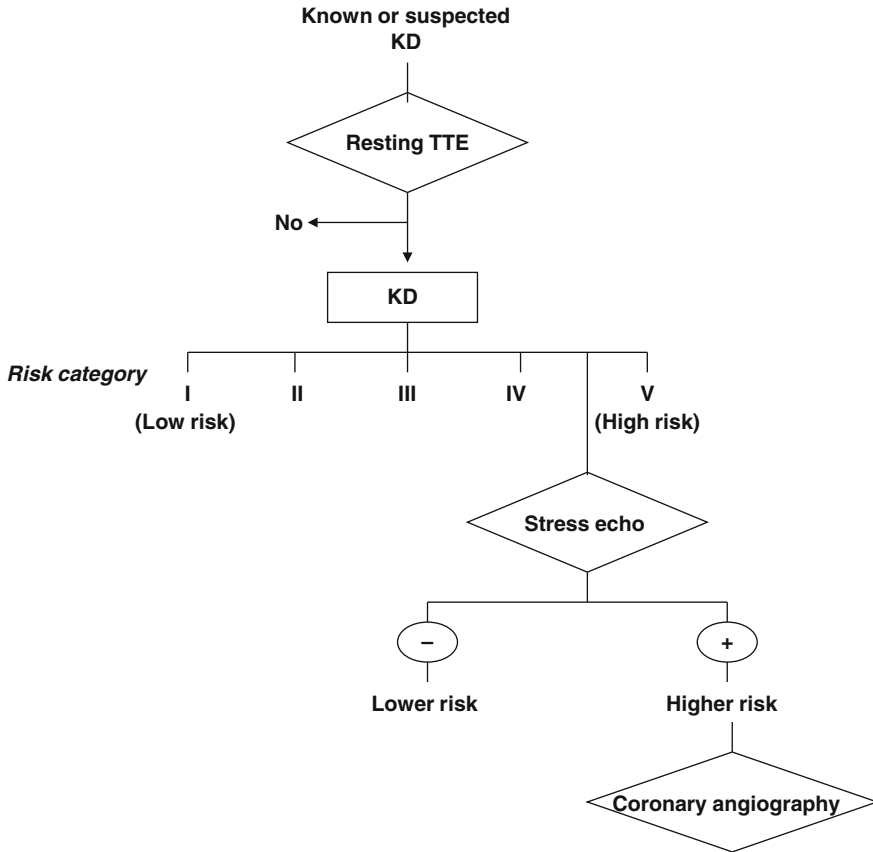 Known or suspected
KD
Resting TTE
No
KD
Risk category
I
II
III
IV
V
(Low risk)
(High risk)
Stress echo
–
+
Lower risk
Higher risk
Coronary angiography